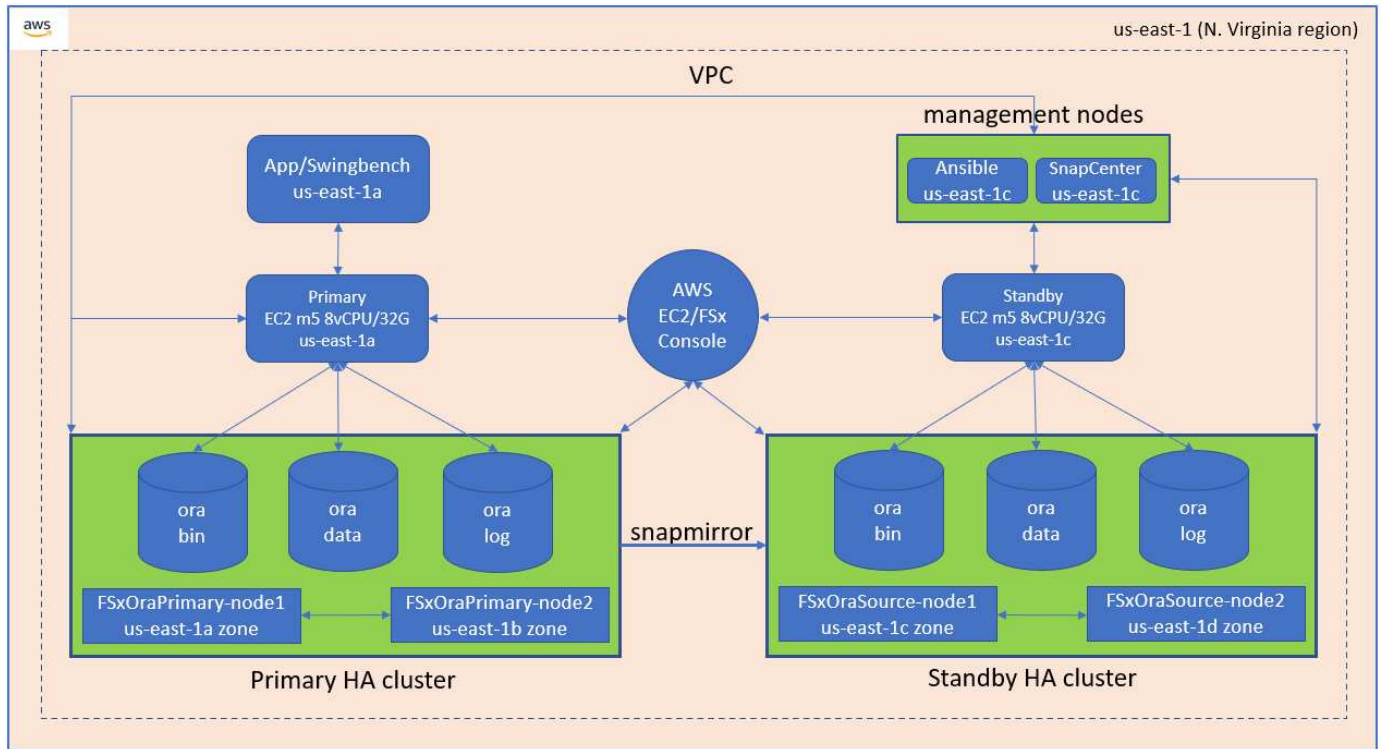 aws
us-east-1 (N. Virginia region)
VPC
management nodes
App/Swingbench
us-east-1a
Ansible
us-east-1c
SnapCenter
us-east-1c
Primary
EC2 m5 8vCPU/32G
us-east-1a
AWS
EC2/FSx
Console
Standby
EC2 m5 8vCPU/32G
us-east-1c
ora
bin
ora
data
ora
log
snapmirror
ora
bin
ora
data
ora
log
FSxOraPrimary-node1
us-east-1a zone
FSxOraPrimary-node2
us-east-1b zone
FSxOraSource-node1
us-east-1c zone
FSxOraSource-node2
us-east-1d zone
Primary HA cluster
Standby HA cluster